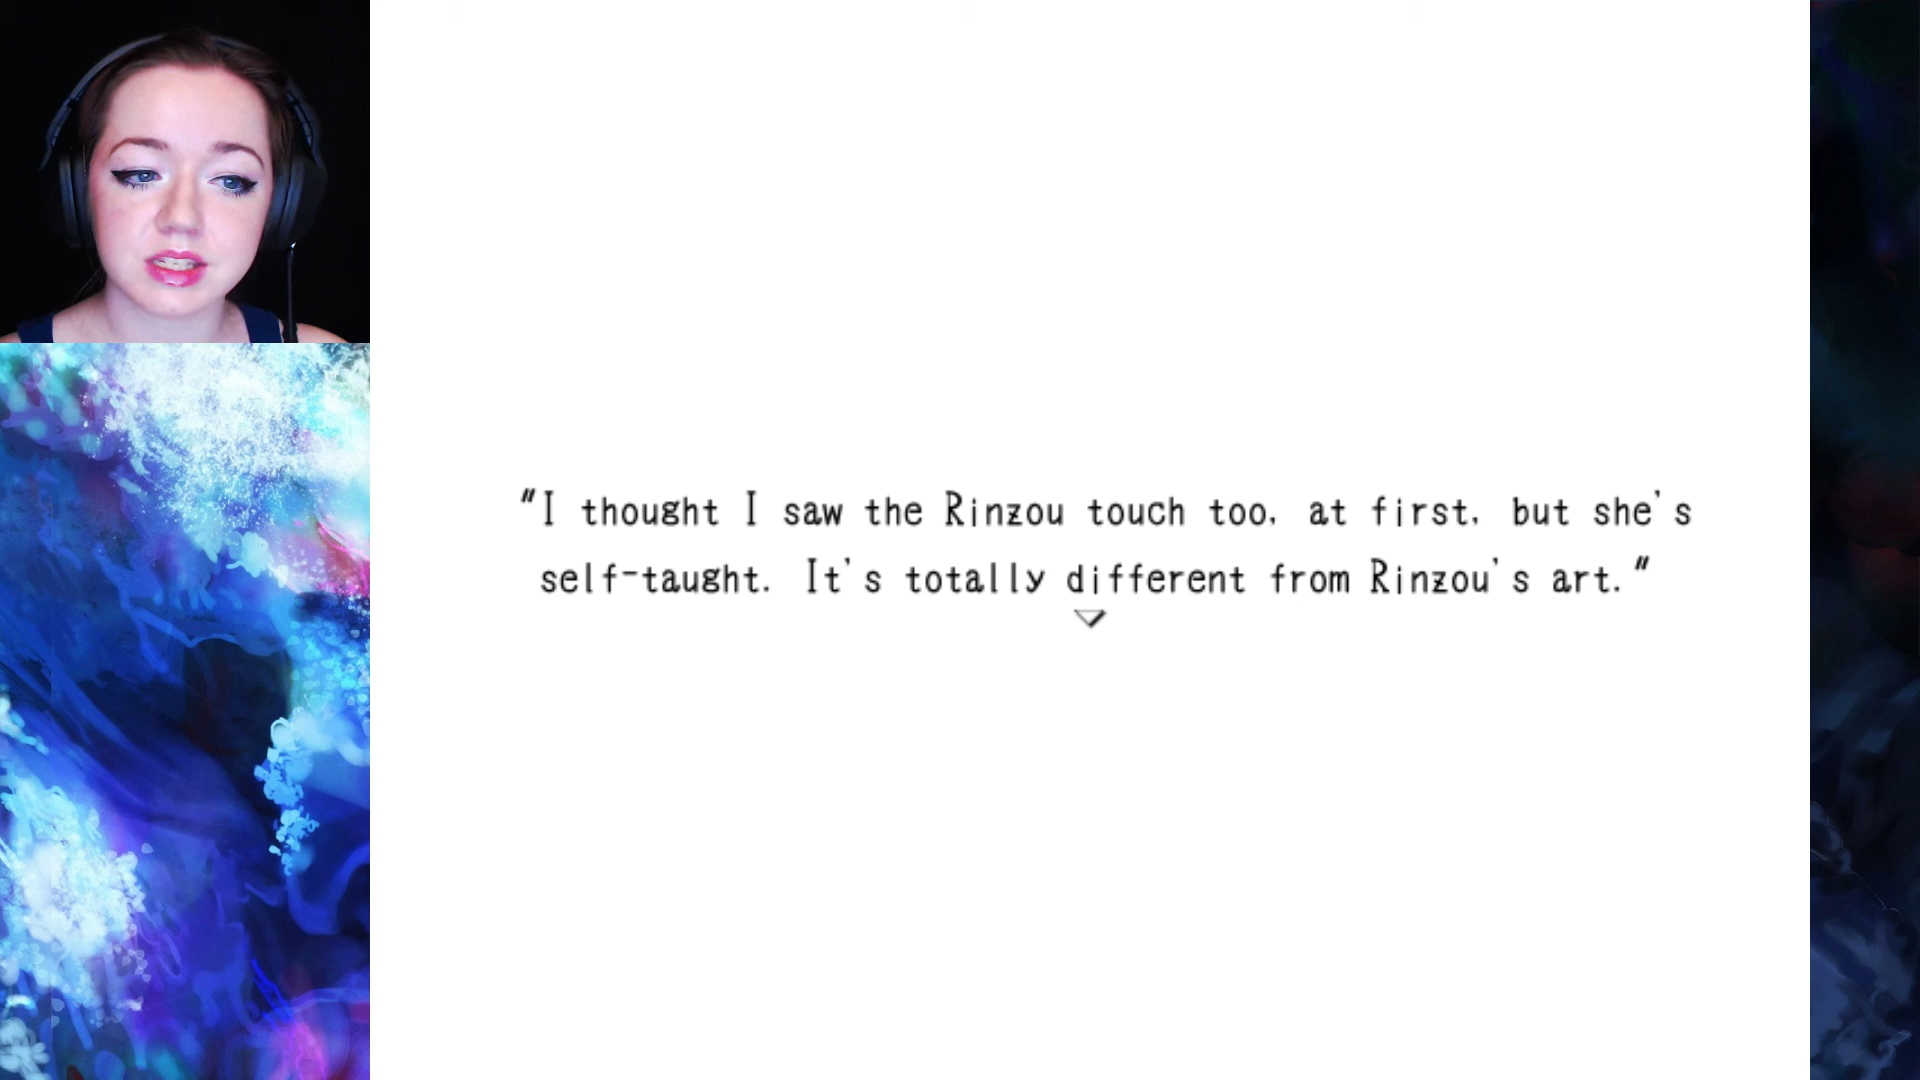 "I thought I saw the Rinzou touch too, at first, but she's
self-taught. It's totally different from Rinzou's art."